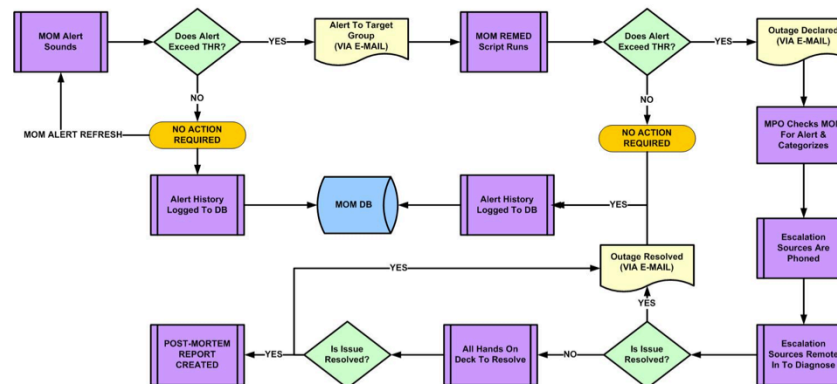 MOM Alert
Sounds
Does Alert
Exceed THR?
YES
Alert To Target
Group
(VIA E-MAIL)
MOM REMED
Script Runs
Does Alert
Exceed THR?
YES
Outage Declared
(VIA E-MAIL)
NO
NO
MOM ALERT REFRESH
NO ACTION
REQUIRED
NO ACTION
REQUIRED
MPO Checks MOM
For Alert &
Categorizes
Alert History
Logged To DB
MOM DB
Alert History
Logged To DB
YES
Escalation
Sources Are
Phoned
YES
Outage Resolved
(VIA E-MAIL)
YES
POST-MORTEM
REPORT
CREATED
YES
Is Issue
Resolved?
All Hands On
Deck To Resolve
NO
Is Issue
Resolved?
Escalation
Sources Remote
In To Diagnose